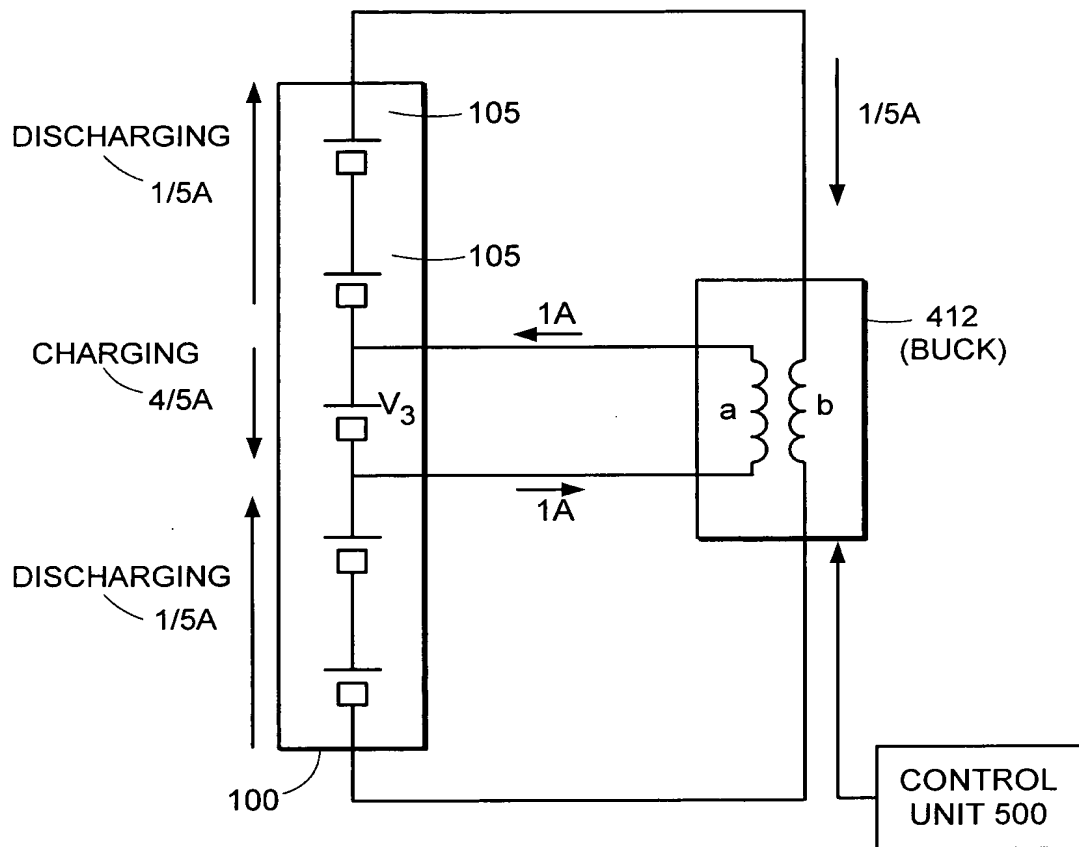 105
DISCHARGING
1/5A
1/5A
105
1A
412
(BUCK)
CHARGING
4/5A
V3
a
b
1A
DISCHARGING
1/5A
100
CONTROL
UNIT 500